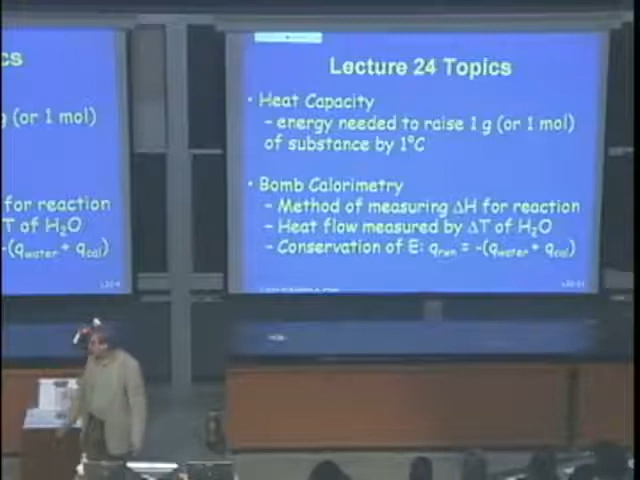 cs
g (or 1 mol)
for reaction
T of H₂O
-(qwater + qcal)
Lecture 24 Topics
• Heat Capacity
– energy needed to raise 1 g (or 1 mol)
of substance by 1°C
• Bomb Calorimetry
– Method of measuring ΔH for reaction
– Heat flow measured by ΔT of H₂O
– Conservation of E: qrxn = -(qwater + qcal)